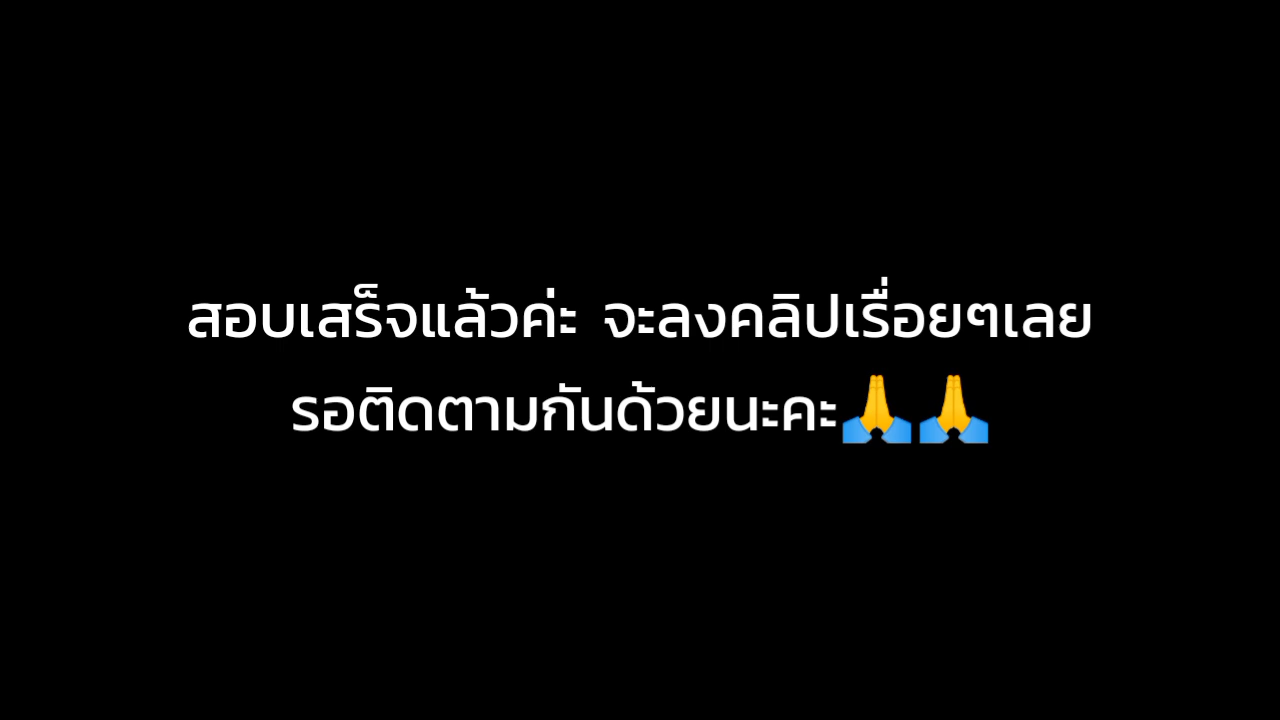 สอบเสร็จแล้วค่ะ จะลงคลิปเรื่อยๆเลย
รอติดตามกันด้วยนะคะ🙏🙏